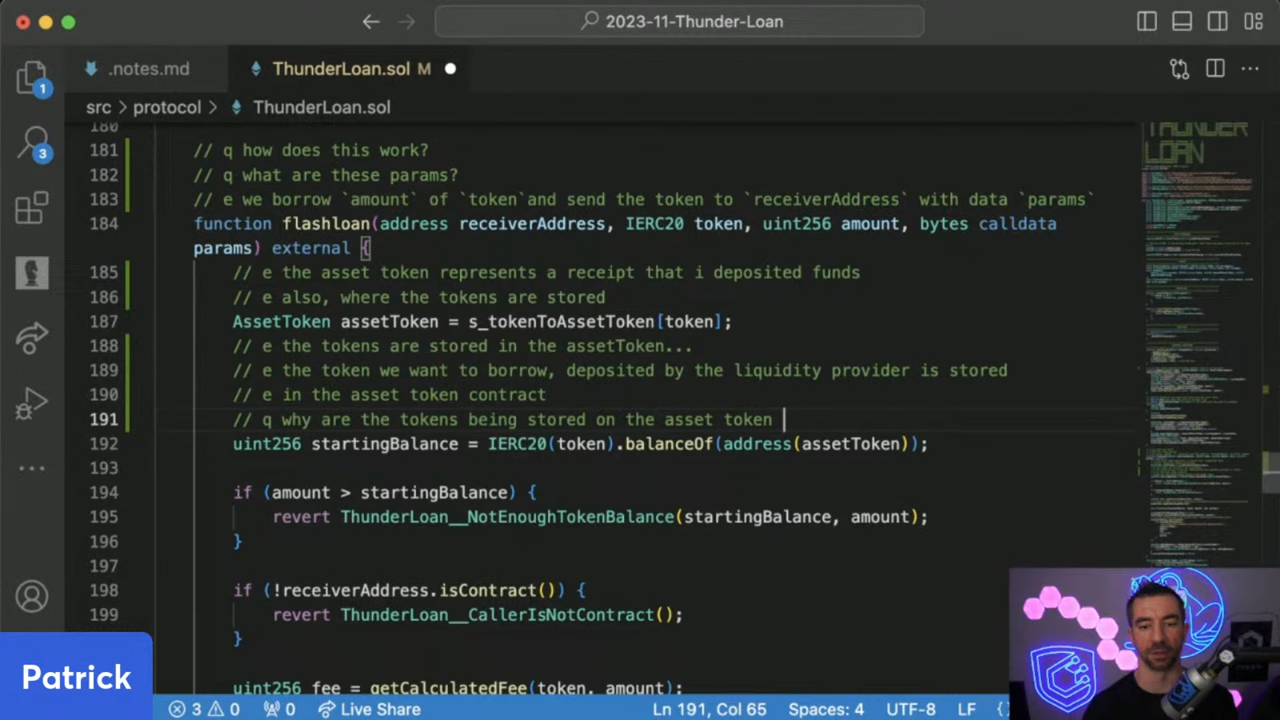 2023-11-Thunder-Loan
.notes.md
ThunderLoan.sol M
src > protocol > ThunderLoan.sol
1
3
180
181 // q how does this work?
182 // q what are these params?
183 // e we borrow `amount` of `token`and send the token to `receiverAddress` with data `params`
184 function flashloan(address receiverAddress, IERC20 token, uint256 amount, bytes calldata
params) external {
185 // e the asset token represents a receipt that i deposited funds
186 // e also, where the tokens are stored
187 AssetToken assetToken = s_tokenToAssetToken[token];
188 // e the tokens are stored in the assetToken...
189 // e the token we want to borrow, deposited by the liquidity provider is stored
190 // e in the asset token contract
191 // q why are the tokens being stored on the asset token
192 uint256 startingBalance = IERC20(token).balanceOf(address(assetToken));
193
194 if (amount > startingBalance) {
195 revert ThunderLoan__NotEnoughTokenBalance(startingBalance, amount);
196 }
197
198 if (!receiverAddress.isContract()) {
199 revert ThunderLoan__CallerIsNotContract();
}
uint256 fee = getCalculatedFee(token, amount);
THUNDER
LOAN
Patrick
3 0 0 Live Share Ln 191, Col 65 Spaces: 4 UTF-8 LF {